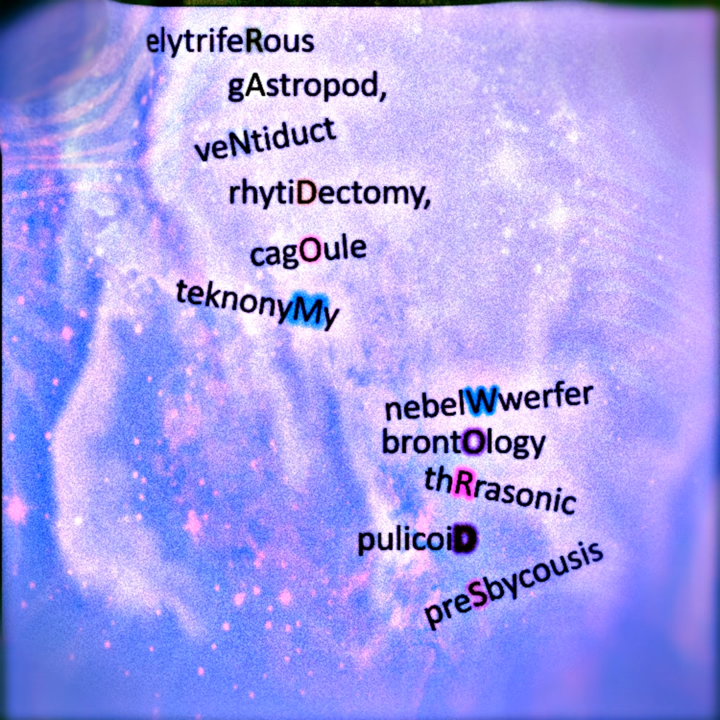 elytrifeRous
gAstropod,
veNtiduct
rhytiDectomy,
cagOule
teknonyMy
nebelWwerfer
brontOlogy
thRrasonic
pulicoiD
preSbycousis